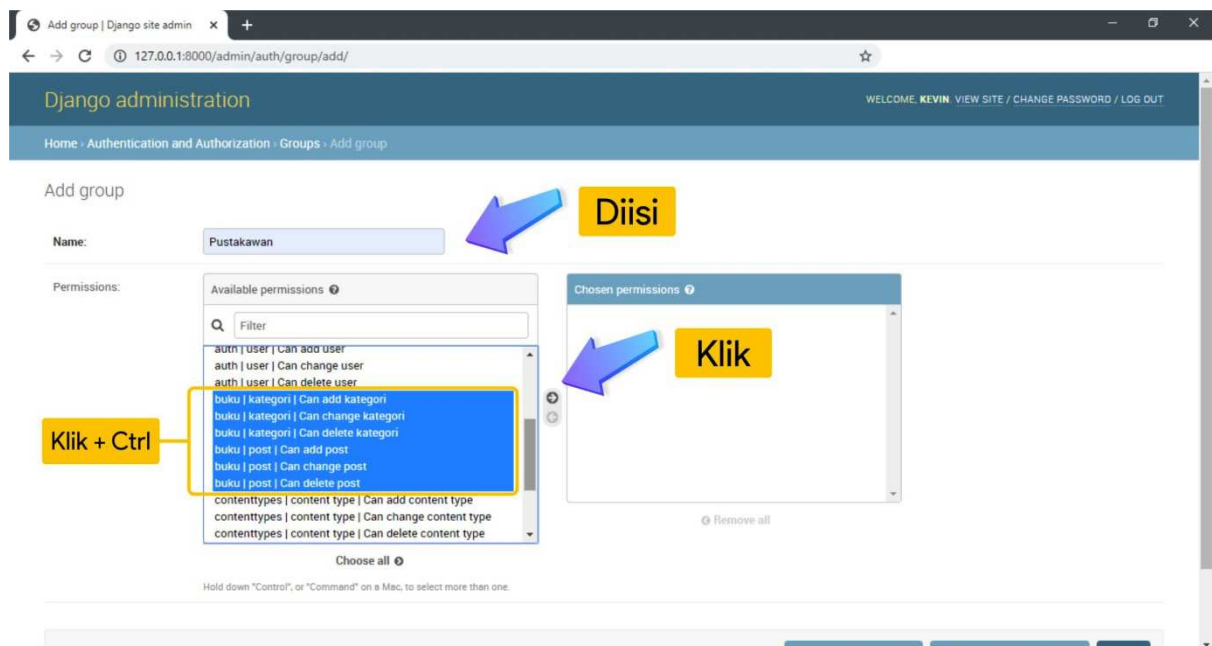 Add group | Django site admin
127.0.0.1:8000/admin/auth/group/add/
Django administration
WELCOME, KEVIN. VIEW SITE / CHANGE PASSWORD / LOG OUT
Home › Authentication and Authorization › Groups › Add group
Add group
Diisi
Name:
Pustakawan
Permissions:
Available permissions
Filter
auth | user | Can add user
auth | user | Can change user
auth | user | Can delete user
buku | kategori | Can add kategori
buku | kategori | Can change kategori
buku | kategori | Can delete kategori
buku | post | Can add post
buku | post | Can change post
buku | post | Can delete post
contenttypes | content type | Can add content type
contenttypes | content type | Can change content type
contenttypes | content type | Can delete content type
Klik + Ctrl
Choose all
Hold down "Control", or "Command" on a Mac, to select more than one.
Chosen permissions
Klik
Remove all